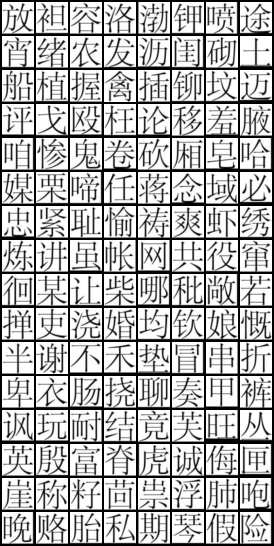 放袒容洛渤钾喷途
宵绪农发沥闺砌土
船植握禽插铆坟迈
评戈殴枉论移羞腋
咱惨鬼卷砍厢皂哈
媒栗啼任蒋念域必
忠紧耻愉祷爽虾绣
炼讲虽帐网共役窜
徊某让柴哪秕敞若
掸吏浇婚均钦娘慨
半谢不禾垫冒串折
卑衣肠挠聊奏甲裤
讽玩耐结竞芙旺丛
英殷富脊虎诚侮匣
崖称籽茴祟浮肺咆
晚赂胎私期琴假险